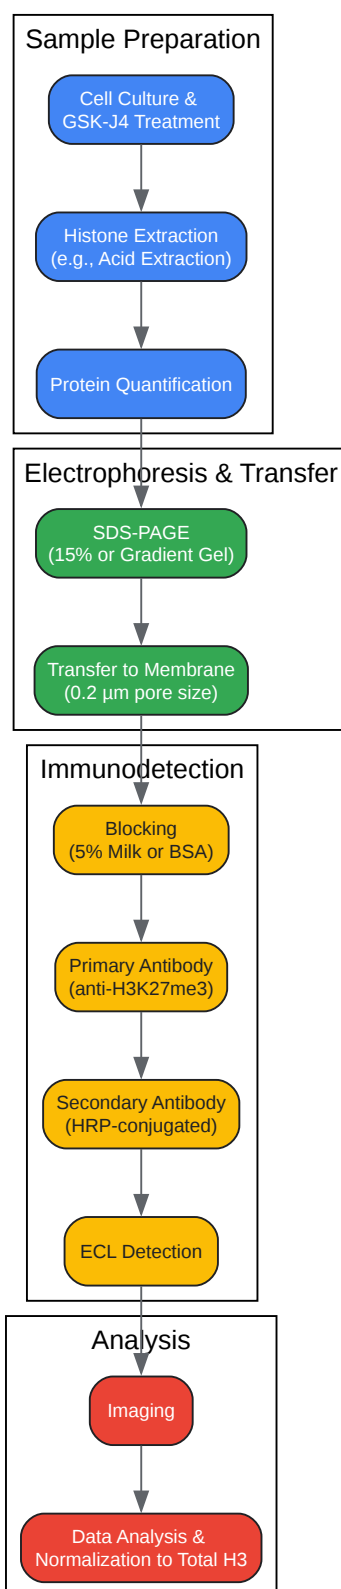 Sample Preparation
Cell Culture &
GSK-J4 Treatment
Histone Extraction
(e.g., Acid Extraction)
Protein Quantification
Electrophoresis & Transfer
SDS-PAGE
(15% or Gradient Gel)
Transfer to Membrane
(0.2 µm pore size)
Immunodetection
Blocking
(5% Milk or BSA)
Primary Antibody
(anti-H3K27me3)
Secondary Antibody
(HRP-conjugated)
ECL Detection
Analysis
Imaging
Data Analysis &
Normalization to Total H3